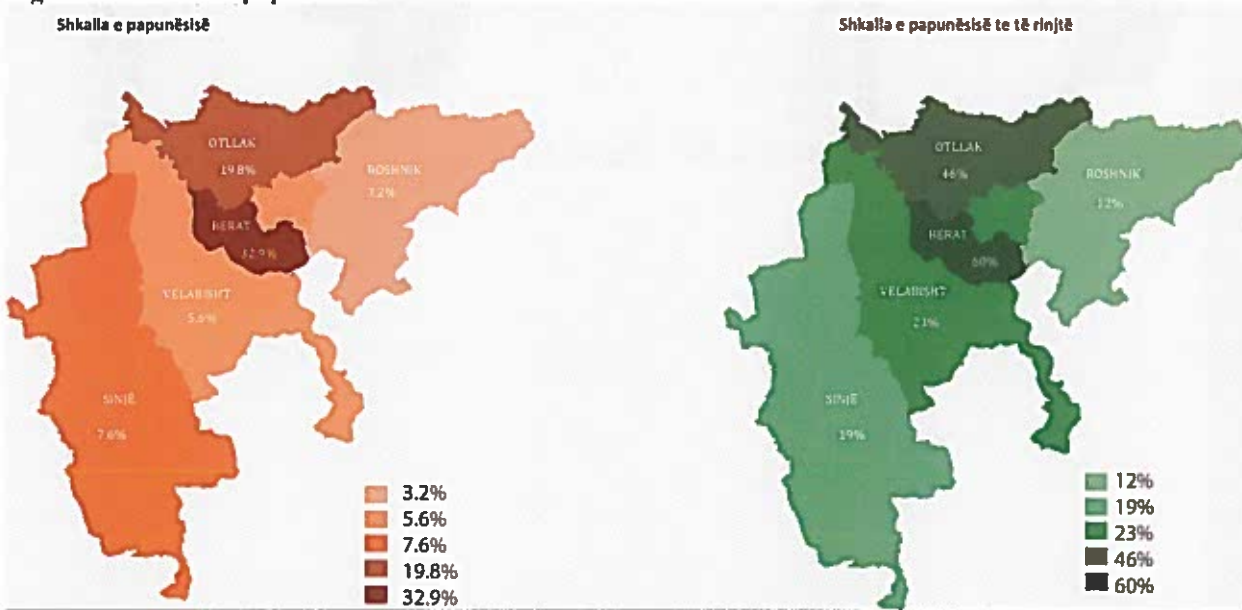 Shkalla e papunësisë
OTLLAK
19.8%
ROSHNIK
3.2%
BERAT
32.9%
VELABISHT
5.6%
SINJË
7.6%
3.2%
5.6%
7.6%
19.8%
32.9%
Shkalla e papunësisë te të rinjtë
OTLLAK
46%
ROSHNIK
12%
BERAT
60%
VELABISHT
23%
SINJË
19%
12%
19%
23%
46%
60%